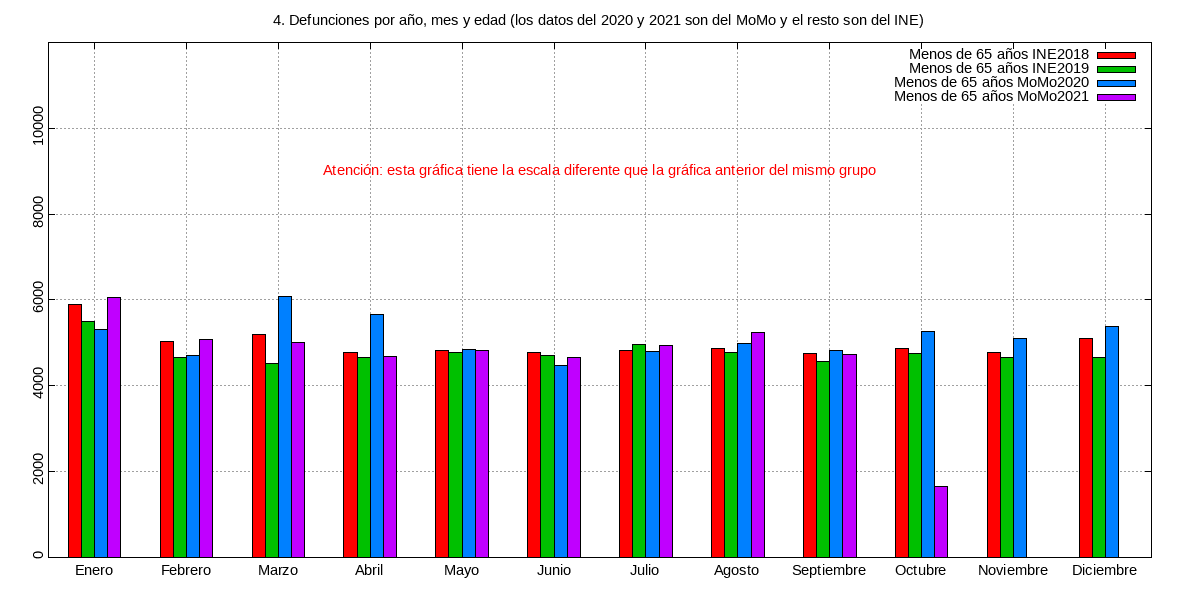 4. Defunciones por año, mes y edad (los datos del 2020 y 2021 son del MoMo y el resto son del INE)
Menos de 65 años INE2018
Menos de 65 años INE2019
Menos de 65 años MoMo2020
Menos de 65 años MoMo2021
Atención: esta gráfica tiene la escala diferente que la gráfica anterior del mismo grupo
10000
8000
6000
4000
2000
0
Enero Febrero Marzo Abril Mayo Junio Julio Agosto Septiembre Octubre Noviembre Diciembre